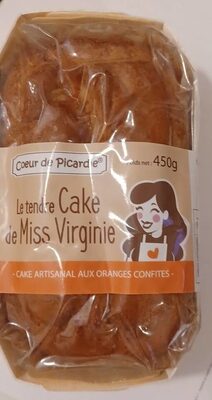 Coeur de Picardie®
Poids net : 450g
Le tendre Cake
de Miss Virginie
- CAKE ARTISANAL AUX ORANGES CONFITES -